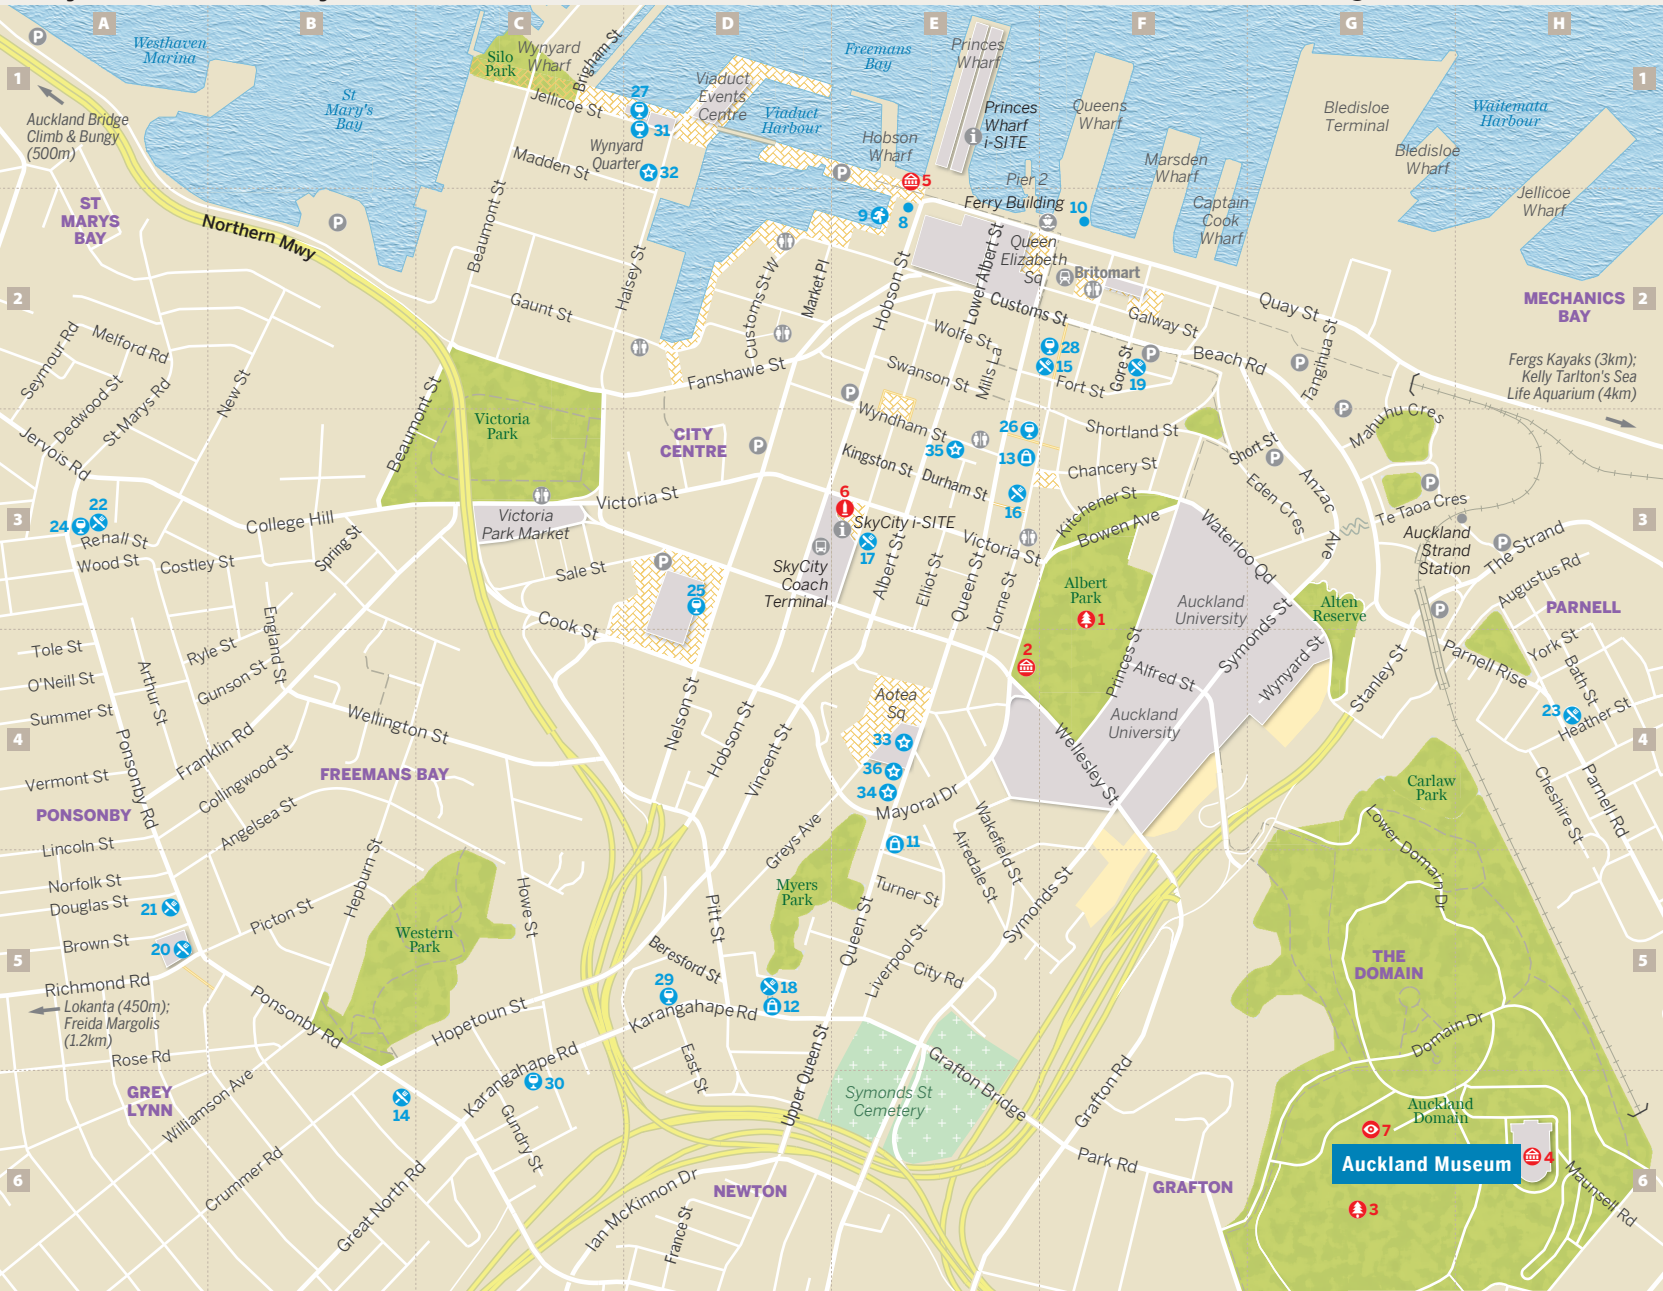 A
B
C
D
E
F
G
H
1
1
2
2
3
3
4
4
5
5
6
6
Westhaven
Marina
St
Mary's
Bay
Auckland Bridge
Climb & Bungy
(500m)
Silo
Park
Wynyard
Wharf
Brigham St
Jellicoe St
27
31
Wynyard
Quarter
32
Madden St
Viaduct
Events
Centre
Viaduct
Harbour
Freemans
Bay
Hobson
Wharf
Princes
Wharf
Princes
Wharf
i-SITE
Queens
Wharf
Marsden
Wharf
Captain
Cook
Wharf
Bledisloe
Terminal
Bledisloe
Wharf
Waitemata
Harbour
Jellicoe
Wharf
Pier 2
Ferry Building
10
5
9
8
P
P
P
ST
MARYS
BAY
Northern Mwy
Beaumont St
Halsey St
Gaunt St
Customs St W
Market Pl
Hobson St
Lower Albert St
Queen
Elizabeth
Sq
Britomart
Customs St
Galway St
Quay St
Tangihua St
MECHANICS
BAY
Fergs Kayaks (3km);
Kelly Tarlton's Sea
Life Aquarium (4km)
Seymour Rd
Melford Rd
Dedwood St
St Marys Rd
New St
Jervois Rd
Beaumont St
Victoria
Park
Fanshawe St
CITY
CENTRE
Wolfe St
Swanson St
Mills La
28
15
Fort St
Gore St
19
Beach Rd
P
P
P
P
P
Wyndham St
26
35
13
Kingston St
Durham St
16
Shortland St
Chancery St
Short St
P
Eden Cres
Anzac
Ave
Mahuhu Cres
P
Te Taoa Cres
Auckland
Strand
Station
P
The Strand
Augustus Rd
P
PARNELL
22
24
Renall St
Wood St
Costley St
College Hill
Spring St
Victoria
Park Market
Victoria St
Sale St
P
25
Cook St
6
SkyCity i-SITE
17
SkyCity
Coach
Terminal
Albert St
Elliot St
Victoria St
Queen St
Lorne St
Kitchener St
Bowen Ave
Albert
Park
1
2
Princes St
Waterloo Qd
Auckland
University
Symonds St
Alten
Reserve
Wynyard St
Alfred St
Auckland
University
Stanley St
Parnell Rise
York St
Bath St
23
Heather St
Cheshire St
Parnell Rd
Tole St
O'Neill St
Summer St
Vermont St
PONSONBY
Lincoln St
Norfolk St
Douglas St
Brown St
Richmond Rd
Arthur St
Ryle St
England St
Gunson St
Franklin Rd
Ponsonby Rd
Collingwood St
Angelsea St
Wellington St
FREEMANS BAY
Nelson St
Hobson St
Vincent St
Aotea
Sq
33
36
34
Mayoral Dr
11
Wellesley St
Wakefield St
Airedale St
Greys Ave
Myers
Park
Turner St
Queen St
Liverpool St
City Rd
Symonds St
Carlaw
Park
Lower Domain Dr
THE
DOMAIN
Domain Dr
21
20
Picton St
Hepburn St
Western
Park
Howe St
Pitt St
Beresford St
29
18
12
Karangahape Rd
Lokanta (450m);
Freida Margolis
(1.2km)
Rose Rd
Ponsonby Rd
Hopetoun St
Karangahape Rd
30
14
Gundry St
East St
Upper Queen St
Symonds St
Cemetery
Grafton Bridge
Grafton Rd
Park Rd
GREY
LYNN
Williamson Ave
Crummer Rd
Great North Rd
Ian McKinnon Dr
France St
NEWTON
GRAFTON
Auckland
Domain
7
Auckland Museum
4
3
Maunsell Rd